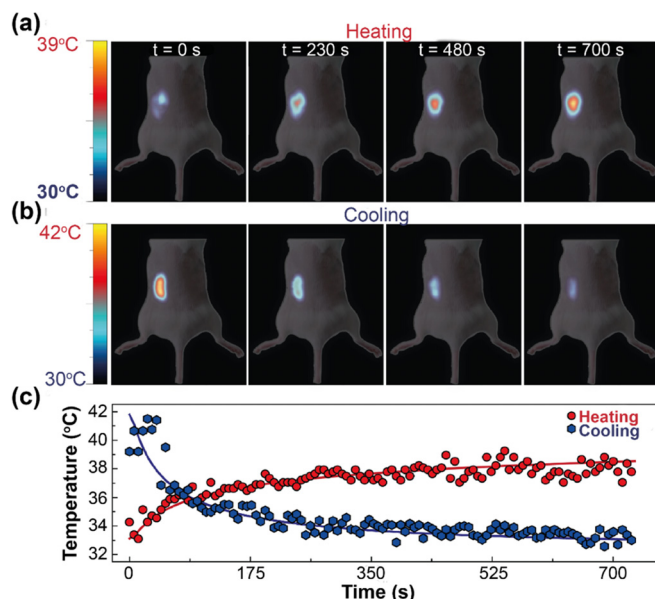 (a)
Heating
39°C
t = 0 s
t = 230 s
t = 480 s
t = 700 s
30°C
(b)
Cooling
42°C
30°C
(c)
Temperature (°C)
42
40
38
36
34
32
Heating
Cooling
0
175
350
525
700
Time (s)